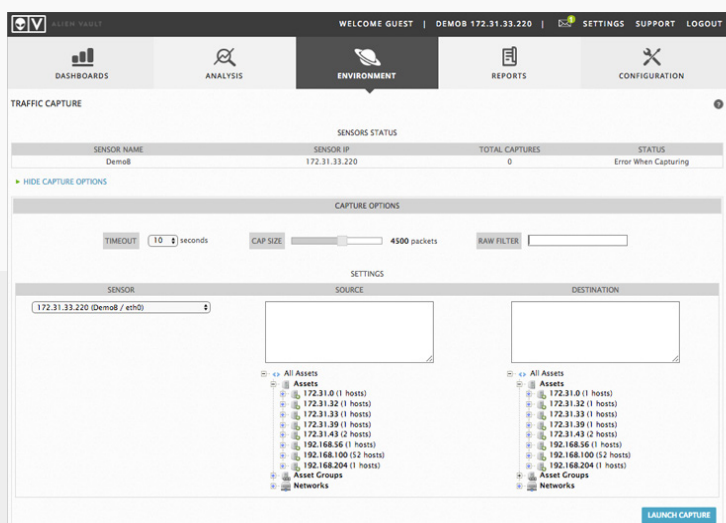 ALIEN VAULT WELCOME GUEST | DEMOB 172.31.33.220 | SETTINGS SUPPORT LOGOUT
DASHBOARDS ANALYSIS ENVIRONMENT REPORTS CONFIGURATION
TRAFFIC CAPTURE
SENSORS STATUS
SENSOR NAME SENSOR IP TOTAL CAPTURES STATUS
DemoB 172.31.33.220 0 Error When Capturing
HIDE CAPTURE OPTIONS
CAPTURE OPTIONS
TIMEOUT 10 seconds CAP SIZE 4500 packets RAW FILTER
SETTINGS
SENSOR SOURCE DESTINATION
172.31.33.220 (DemoB / eth0)
All Assets All Assets
Assets Assets
172.31.0 (1 hosts) 172.31.0 (1 hosts)
172.31.32 (1 hosts) 172.31.32 (1 hosts)
172.31.33 (1 hosts) 172.31.33 (1 hosts)
172.31.39 (1 hosts) 172.31.39 (1 hosts)
172.31.43 (2 hosts) 172.31.43 (2 hosts)
192.168.56 (1 hosts) 192.168.56 (1 hosts)
192.168.100 (52 hosts) 192.168.100 (52 hosts)
192.168.204 (1 hosts) 192.168.204 (1 hosts)
Asset Groups Asset Groups
Networks Networks
LAUNCH CAPTURE